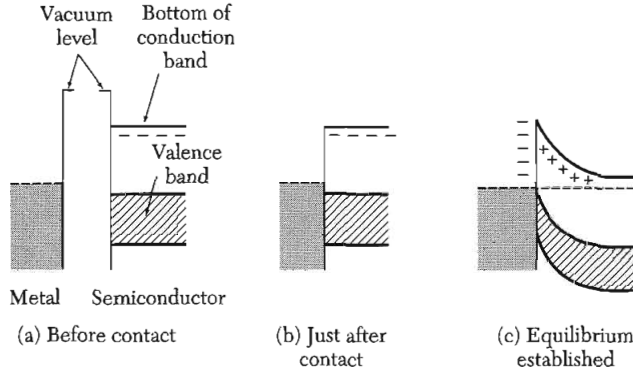 Vacuum
level
Bottom of
conduction
band
Valence
band
Metal
Semiconductor
(a) Before contact
(b) Just after
contact
(c) Equilibrium
established